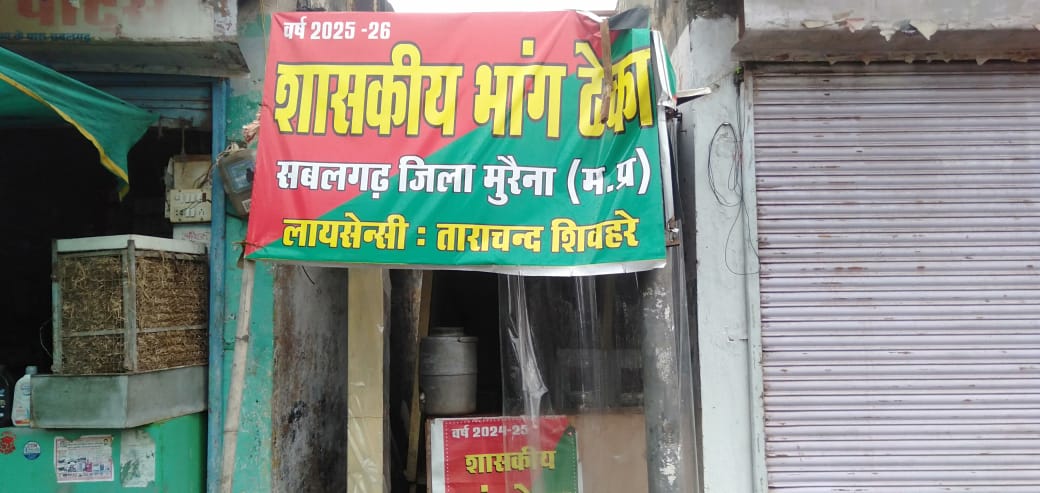 वर्ष 2025 -26
शासकीय भांग ठेका
सबलगढ़ जिला मुरैना (म.प्र)
लायसेन्सी : ताराचन्द शिवहरे
वर्ष 2024-25
शासकीय